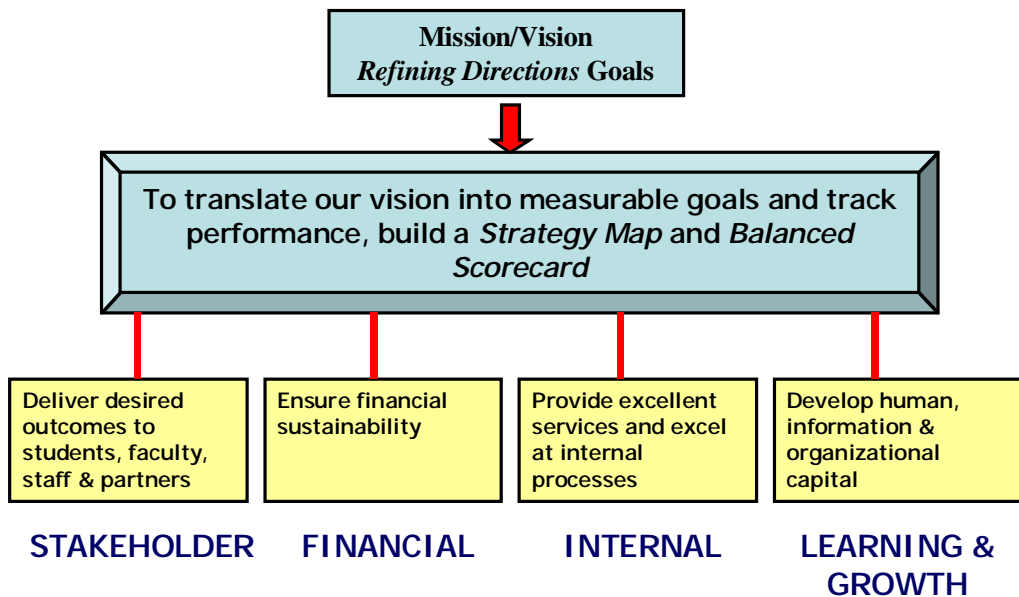 Mission/Vision
Refining Directions Goals
To translate our vision into measurable goals and track
performance, build a Strategy Map and Balanced
Scorecard
Deliver desired
outcomes to
students, faculty,
staff & partners
Ensure financial
sustainability
Provide excellent
services and excel
at internal
processes
Develop human,
information &
organizational
capital
STAKEHOLDER
FINANCIAL
INTERNAL
LEARNING &
GROWTH